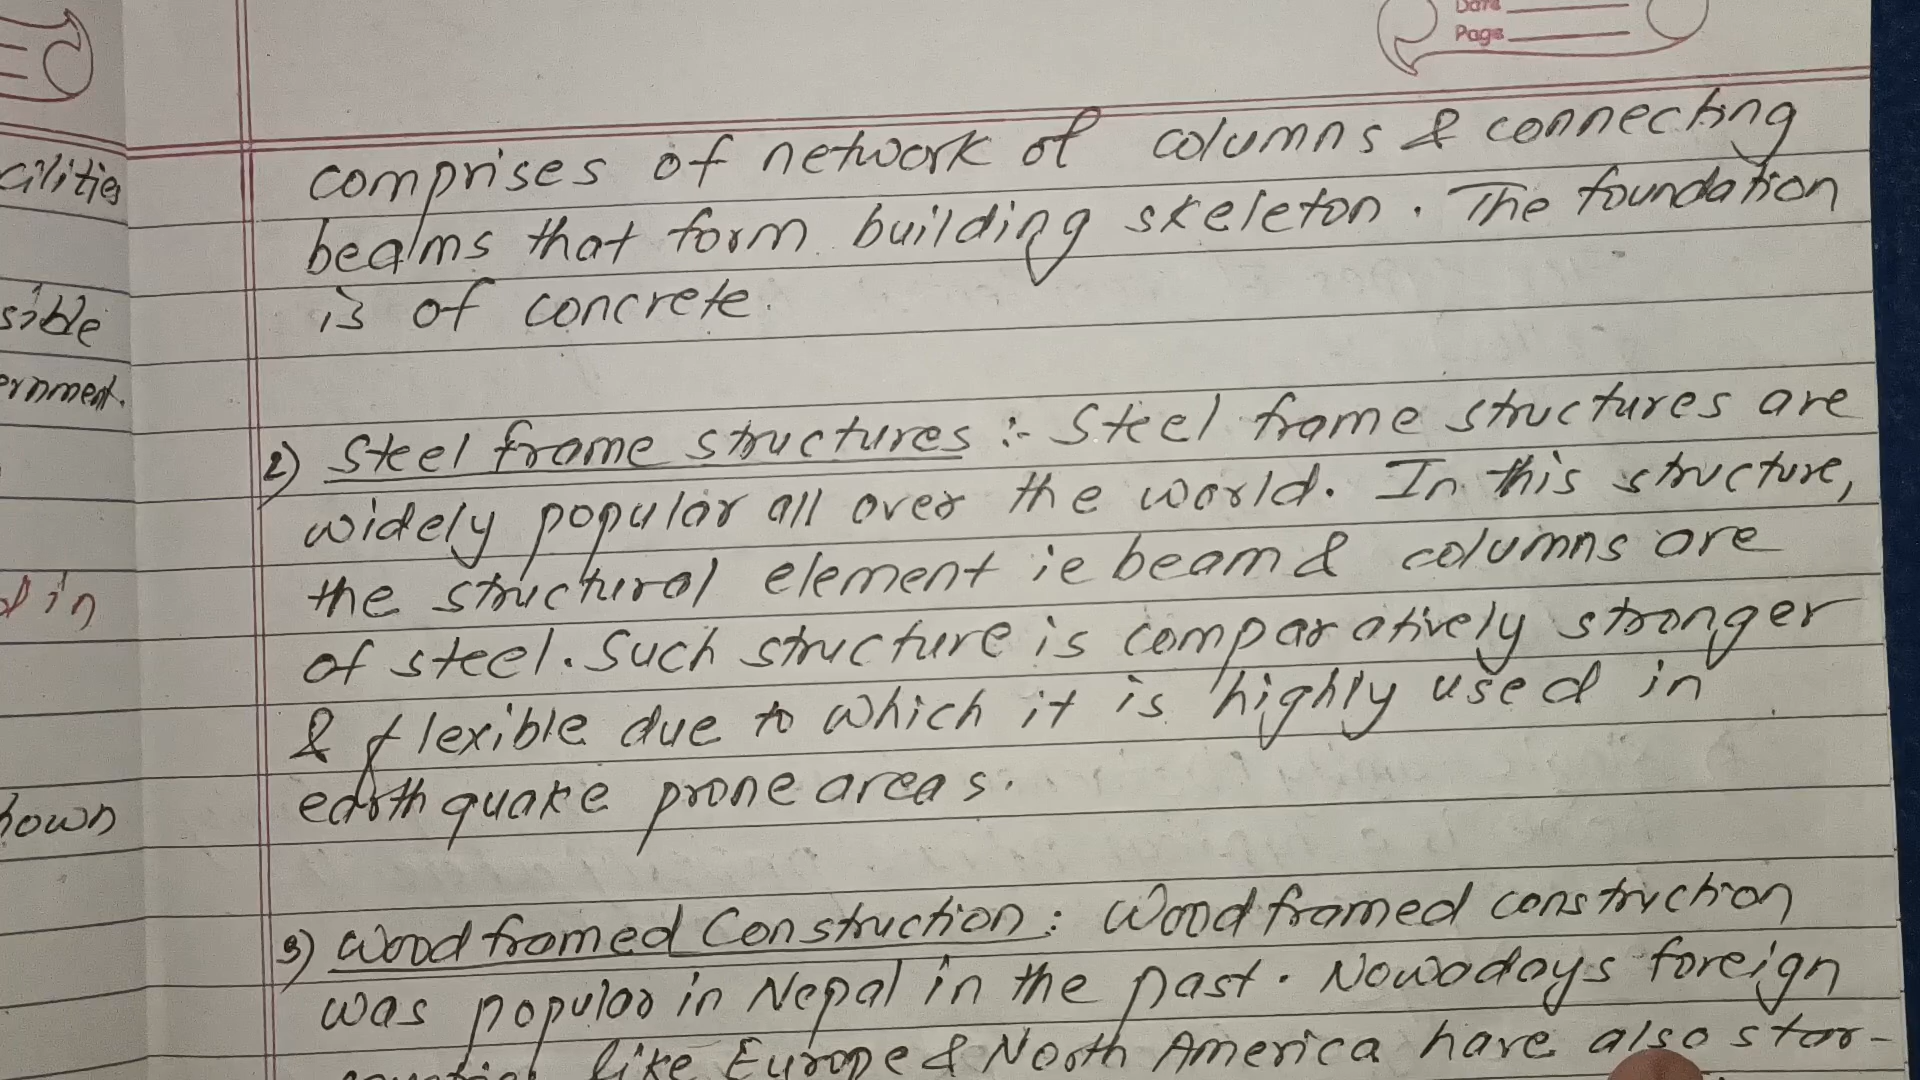 Date
Page
cilities
sible
ernment.
d in
hown
comprises of network of columns & connecting
beams that form building skeleton. The foundation
is of concrete.
2) Steel frame structures :- Steel frame structures are
widely popular all over the world. In this structure,
the structural element ie beam & columns are
of steel. Such structure is comparatively stronger
& flexible due to which it is highly used in
earthquake prone areas.
3) Wood framed Construction : Wood framed construction
was popular in Nepal in the past. Nowadays foreign
like Europe & North America have also star-